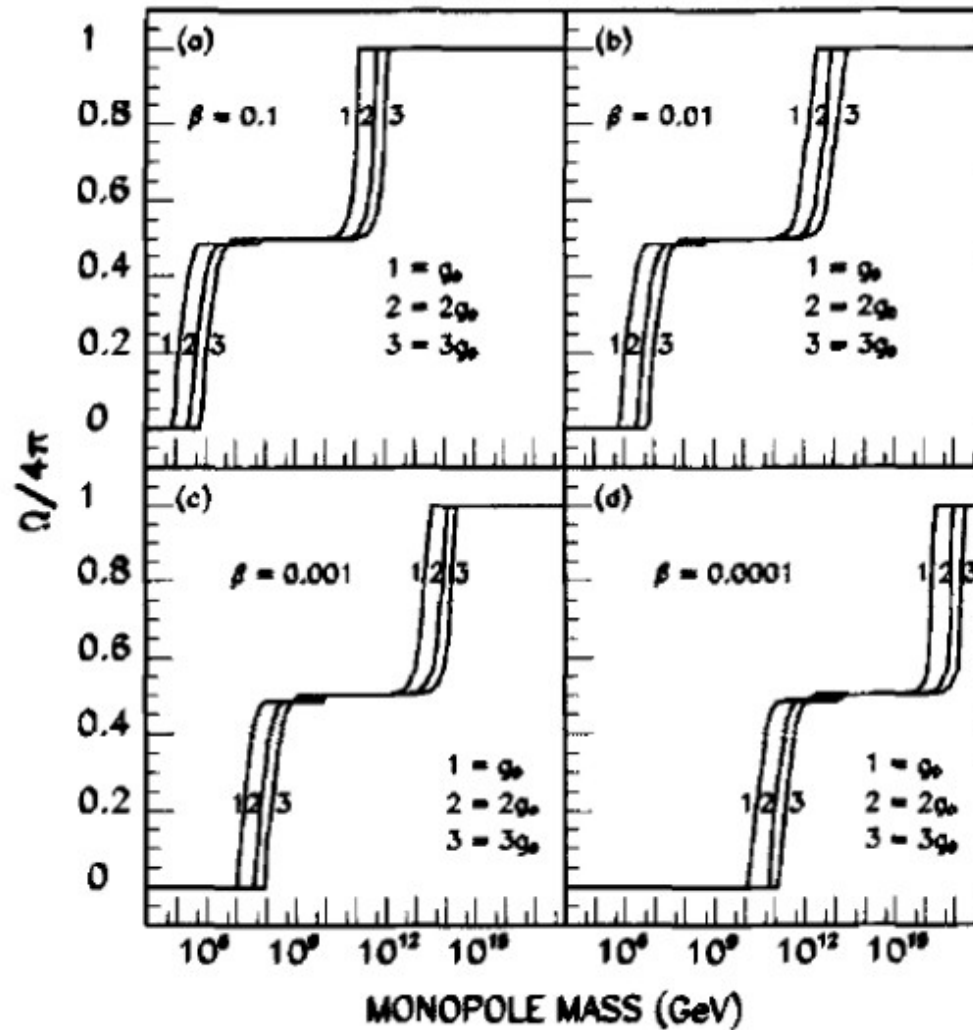 (a)
1
β = 0.1
1 2 3
0.8
0.6
0.4
1 = g₀
2 = 2g₀
3 = 3g₀
0.2
1 2 3
0
(b)
β = 0.01
1 2 3
1 = g₀
2 = 2g₀
3 = 3g₀
1 2 3
Ω/4π
(c)
1
β = 0.001
1 2 3
0.8
0.6
0.4
1 = g₀
2 = 2g₀
3 = 3g₀
0.2
1 2 3
0
(d)
β = 0.0001
1 2 3
1 = g₀
2 = 2g₀
3 = 3g₀
1 2 3
10⁶ 10⁹ 10¹² 10¹⁵
10⁶ 10⁹ 10¹² 10¹⁵
MONOPOLE MASS (GeV)